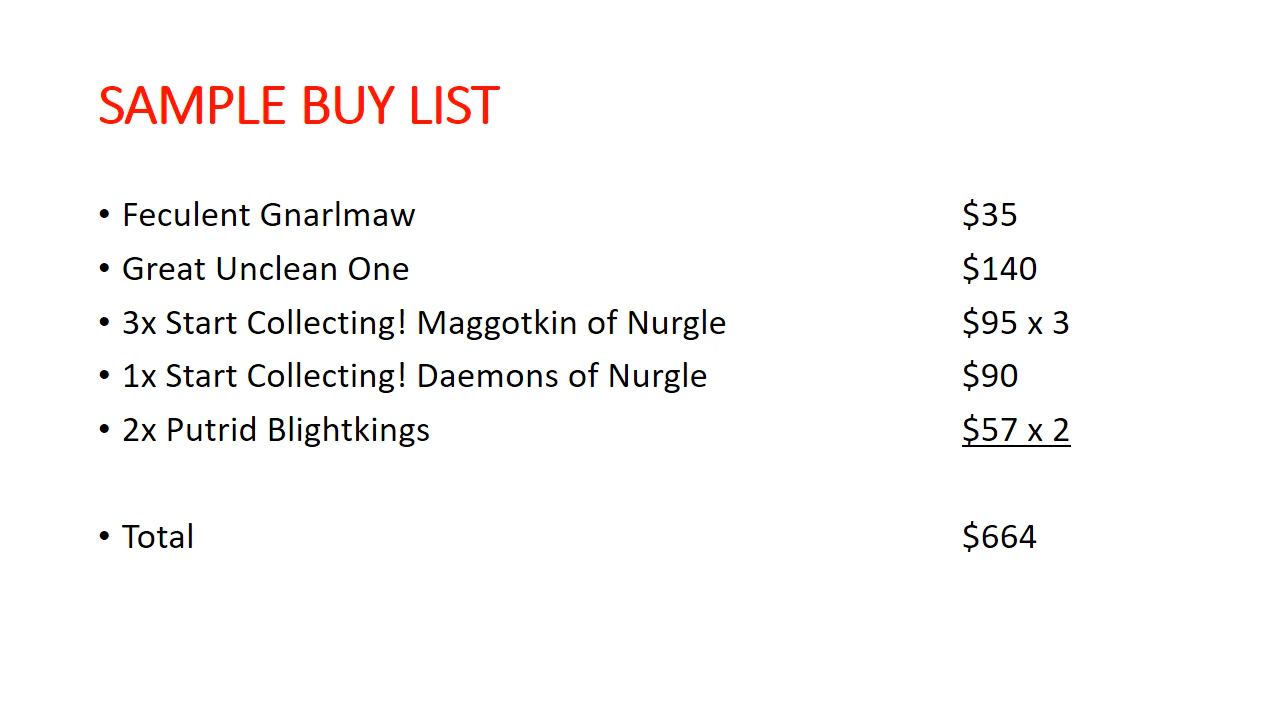 SAMPLE BUY LIST
• Feculent Gnarlmaw $35
• Great Unclean One $140
• 3x Start Collecting! Maggotkin of Nurgle $95 x 3
• 1x Start Collecting! Daemons of Nurgle $90
• 2x Putrid Blightkings $57 x 2
• Total $664